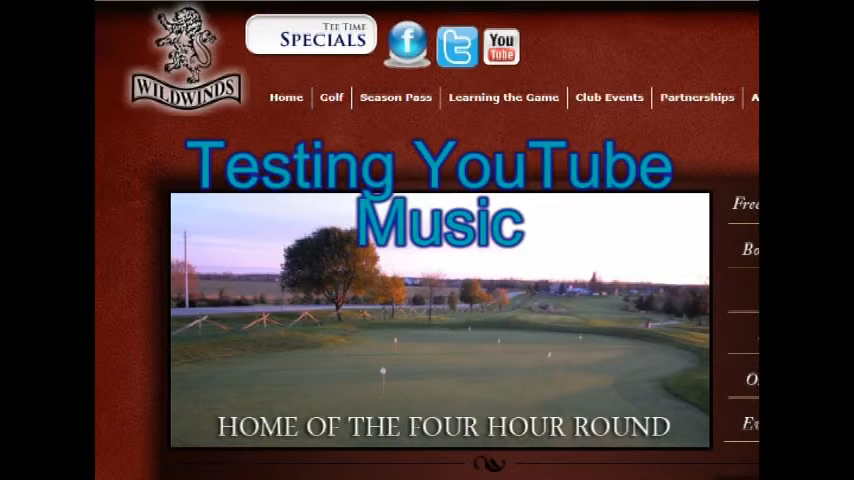 TEE TIME
SPECIALS
f
t
You
Tube
WILDWINDS
Home
Golf
Season Pass
Learning the Game
Club Events
Partnerships
A
Testing YouTube
Music
HOME OF THE FOUR HOUR ROUND